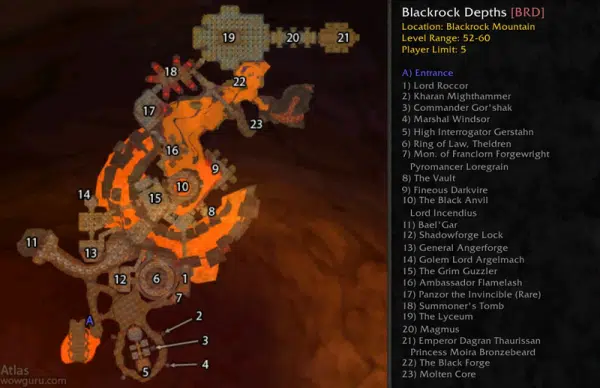 Blackrock Depths [BRD]
Location: Blackrock Mountain
Level Range: 52-60
Player Limit: 5
A) Entrance
1) Lord Roccor
2) Kharan Mighthammer
3) Commander Gor'shak
4) Marshal Windsor
5) High Interrogator Gerstahn
6) Ring of Law, Theldren
7) Mon. of Franclorn Forgewright
Pyromancer Loregrain
8) The Vault
9) Fineous Darkvire
10) The Black Anvil
Lord Incendius
11) Bael'Gar
12) Shadowforge Lock
13) General Angerforge
14) Golem Lord Argelmach
15) The Grim Guzzler
16) Ambassador Flamelash
17) Panzor the Invincible (Rare)
18) Summoner's Tomb
19) The Lyceum
20) Magmus
21) Emperor Dagran Thaurissan
Princess Moira Bronzebeard
22) The Black Forge
23) Molten Core
19
20
21
18
22
17
23
16
9
10
14
15
8
11
13
12
6
1
7
A
2
3
4
5
Atlas
wowguru.com